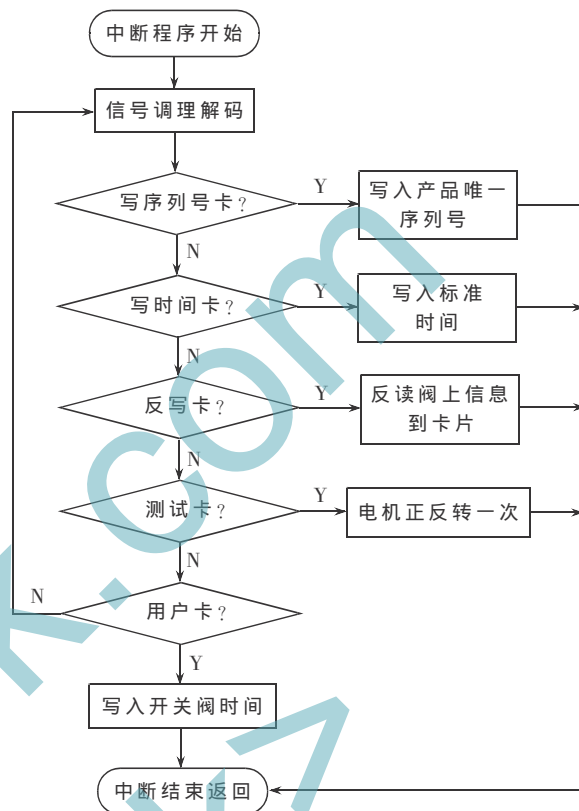 中断程序开始
信号调理解码
写序列号卡?
Y
写入产品唯一
序列号
N
写时间卡?
Y
写入标准
时间
N
反写卡?
Y
反读阀上信息
到卡片
N
测试卡?
Y
电机正反转一次
N
用户卡?
N
Y
写入开关阀时间
中断结束返回